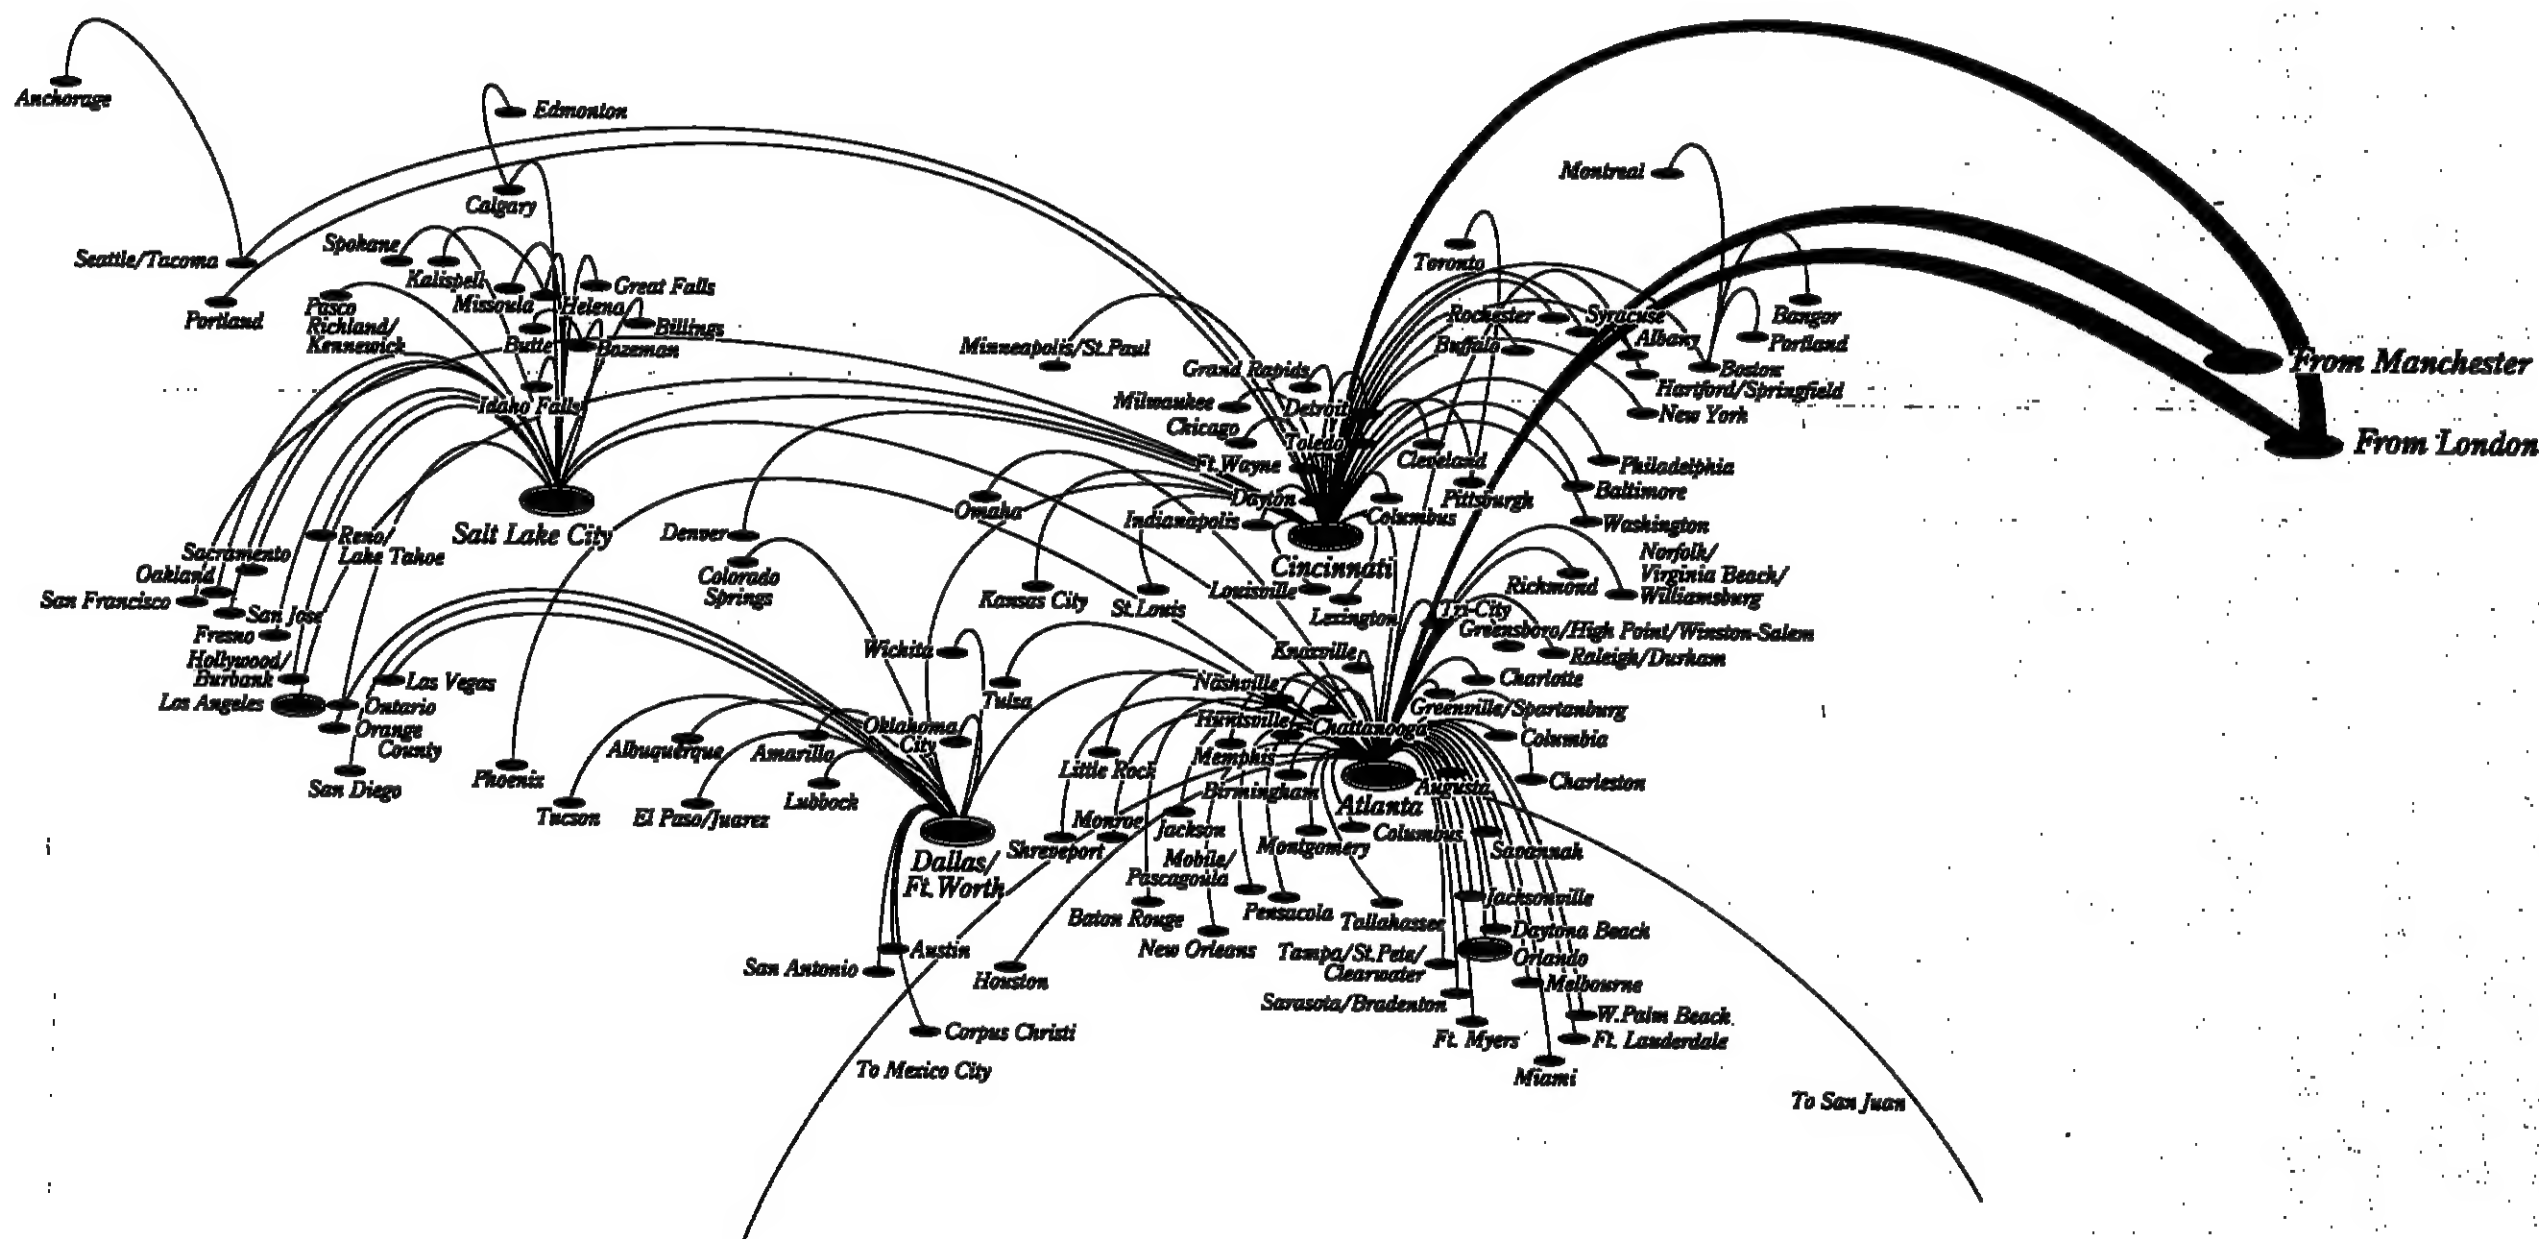 Anchorage
Edmonton
Calgary
Montreal
Seattle/Tacoma
Spokane
Kalispell
Great Falls
Toronto
Portland
Pasco
Richland/
Kennewick
Missoula
Helena
Billings
Butte
Bozeman
Minneapolis/St.Paul
Rochester
Syracuse
Bangor
Portland
Buffalo
Albany
Boston
Hartford/Springfield
New York
From Manchester
From London
Grand Rapids
Milwaukee
Detroit
Chicago
Toledo
Cleveland
Ft.Wayne
Philadelphia
Idaho Falls
Salt Lake City
Denver
Omaha
Dayton
Indianapolis
Columbus
Pittsburgh
Baltimore
Washington
Cincinnati
Reno/
Lake Tahoe
Sacramento
Oakland
San Francisco
San Jose
Fresno
Colorado
Springs
Kansas City
St.Louis
Louisville
Lexington
Richmond
Norfolk/
Virginia Beach/
Williamsburg
Tri-City
Greensboro/High Point/Winston-Salem
Raleigh/Durham
Hollywood/
Burbank
Las Vegas
Los Angeles
Ontario
Orange
County
San Diego
Phoenix
Wichita
Tulsa
Knoxville
Nashville
Charlotte
Greenville/Spartanburg
Huntsville
Chattanooga
Columbia
Oklahoma
City
Albuquerque
Amarillo
Tucson
El Paso/Juarez
Lubbock
Little Rock
Memphis
Birmingham
Atlanta
Augusta
Charleston
Dallas/
Ft.Worth
Shreveport
Monroe
Jackson
Montgomery
Columbus
Savannah
Mobile/
Pascagoula
Baton Rouge
New Orleans
Pensacola
Tallahassee
Jacksonville
Daytona Beach
Orlando
Tampa/St.Pete/
Clearwater
Melbourne
Sarasota/Bradenton
W.Palm Beach
Ft. Myers
Ft. Lauderdale
Miami
Austin
San Antonio
Houston
Corpus Christi
To Mexico City
To San Juan